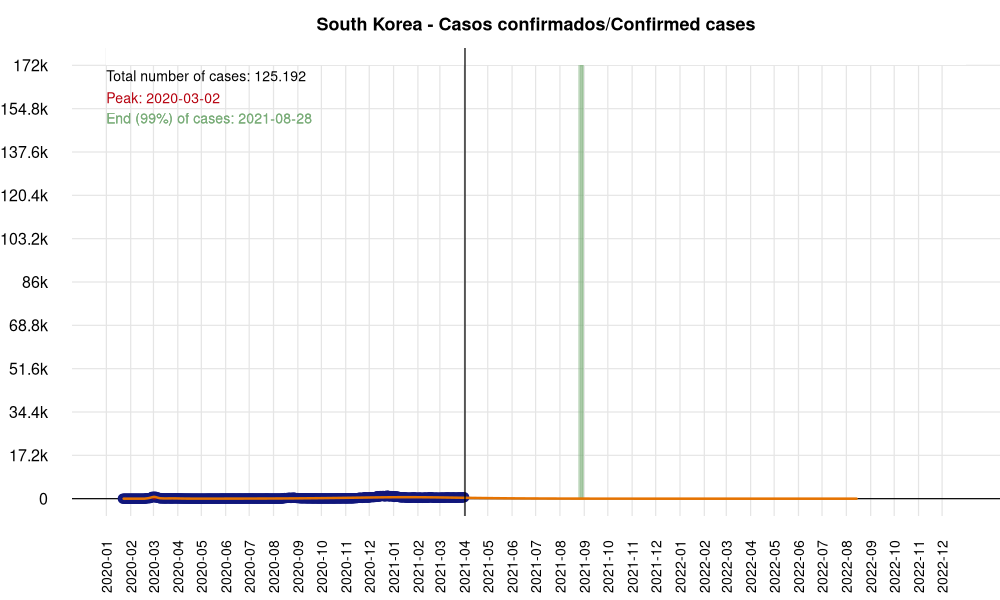 South Korea - Casos confirmados/Confirmed cases
Total number of cases: 125.192
Peak: 2020-03-02
End (99%) of cases: 2021-08-28
172k
154.8k
137.6k
120.4k
103.2k
86k
68.8k
51.6k
34.4k
17.2k
0
2020-01
2020-02
2020-03
2020-04
2020-05
2020-06
2020-07
2020-08
2020-09
2020-10
2020-11
2020-12
2021-01
2021-02
2021-03
2021-04
2021-05
2021-06
2021-07
2021-08
2021-09
2021-10
2021-11
2021-12
2022-01
2022-02
2022-03
2022-04
2022-05
2022-06
2022-07
2022-08
2022-09
2022-10
2022-11
2022-12